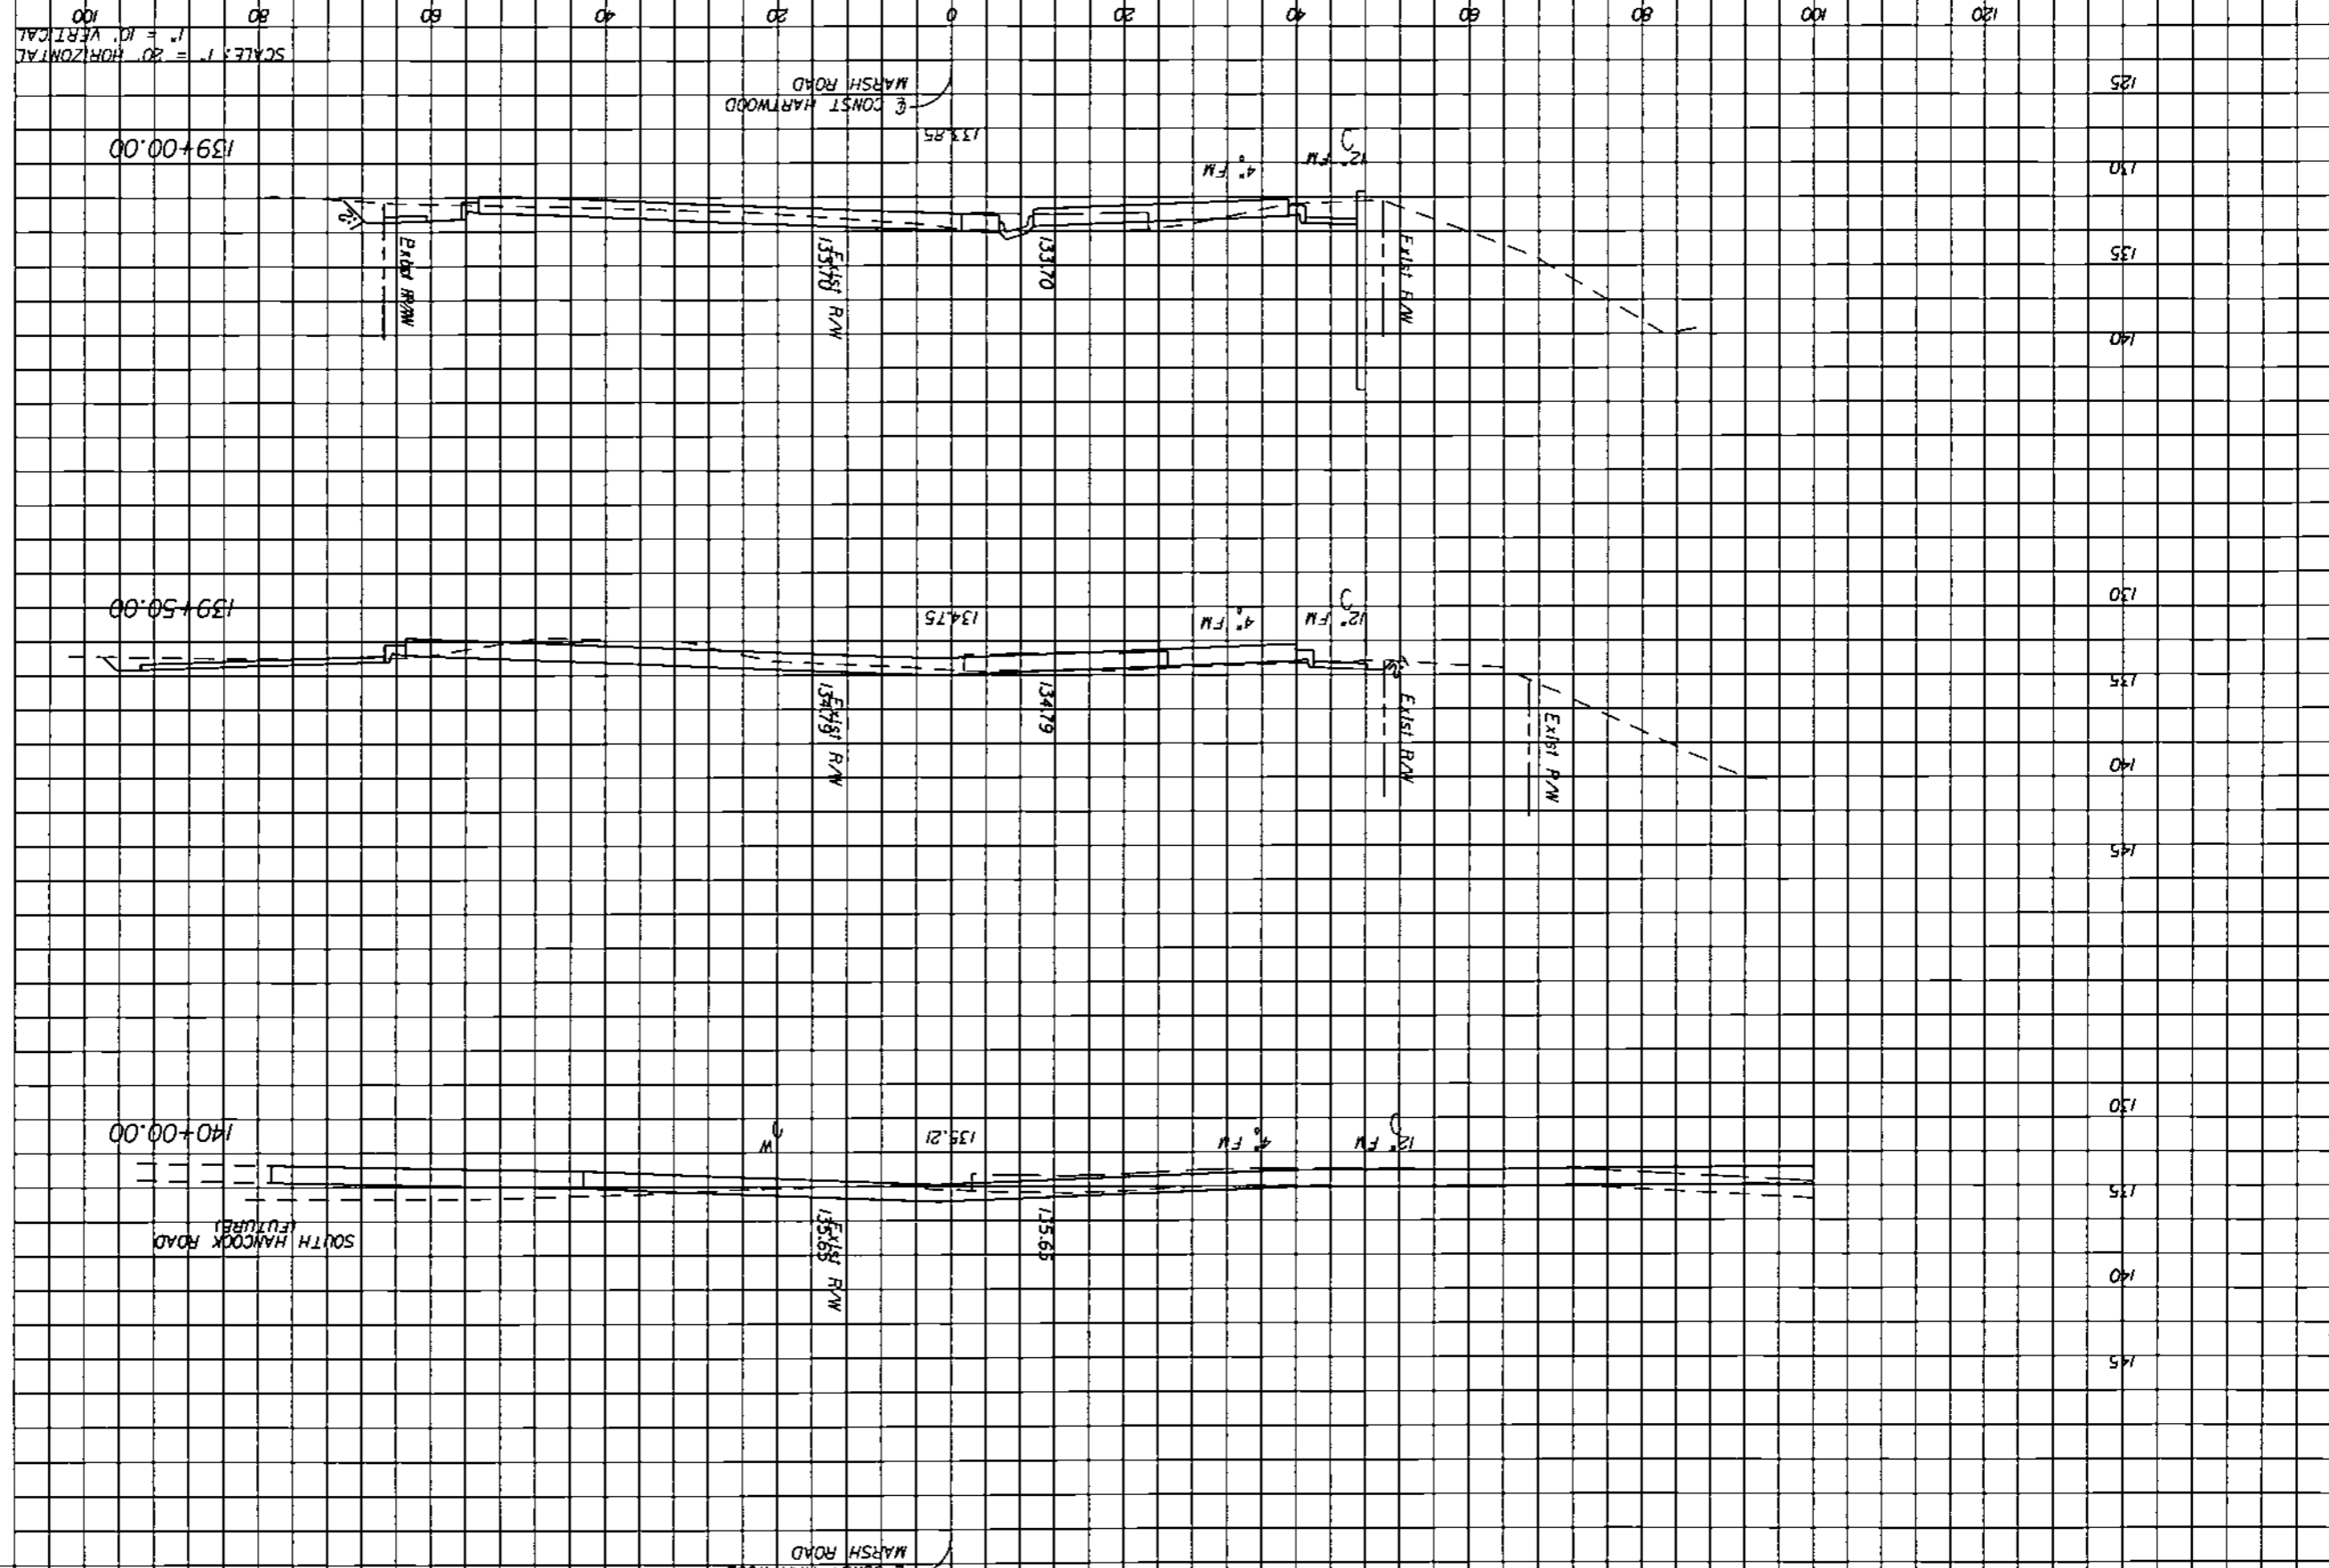 MARSH ROAD
145
140
135.65
Exist R/W
135.65
SOUTH HANCOCK ROAD
(FUTURE)
135
12" FM
4" FM
135.21
W
140+00.00
130
145
140
Exist R/W
Exist R/W
134.79
Exist R/W
134.79
135
12" FM
4" FM
134.75
139+50.00
130
140
Exist R/W
133.70
Exist R/W
133.70
Exist R/W
135
130
12" FM
4" FM
133.85
139+00.00
℄ CONST HARTWOOD
MARSH ROAD
125
SCALE: 1" = 20' HORIZONTAL
1" = 10' VERTICAL
120 100 80 60 40 20 0 20 40 60 80 100